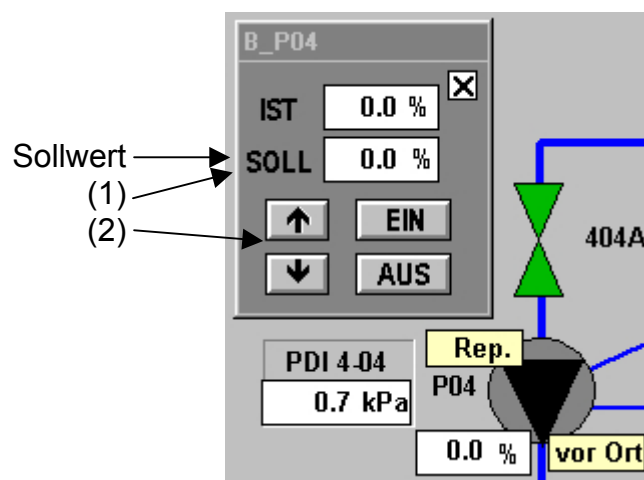 B_P04
IST 0.0 %
Sollwert
SOLL 0.0 %
(1)
(2)
EIN
AUS
404A
PDI 4-04
0.7 kPa
Rep.
P04
0.0 %
vor Ort